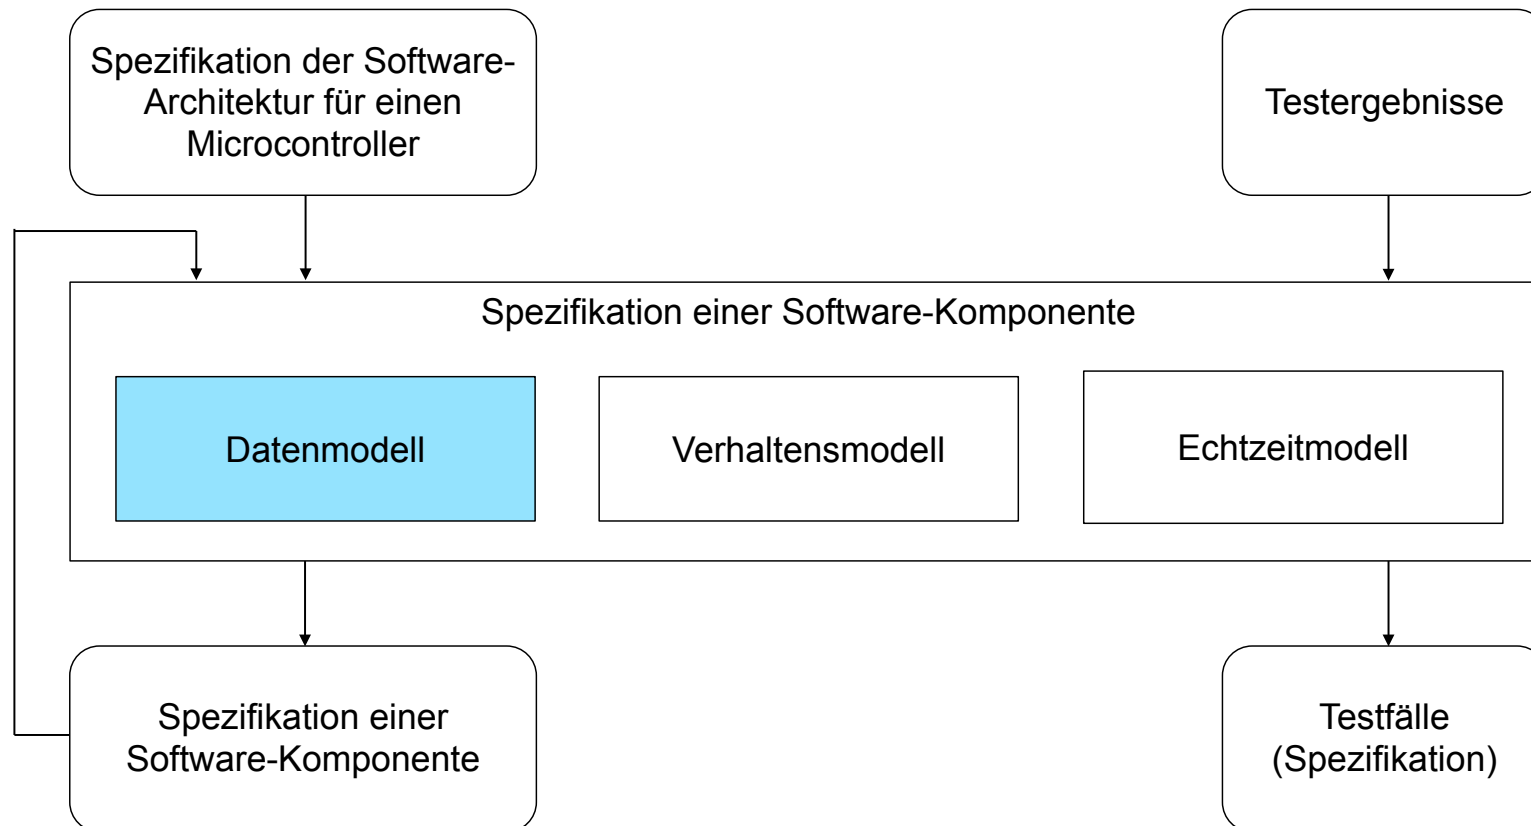 Spezifikation der Software-
Architektur für einen
Microcontroller
Testergebnisse
Spezifikation einer Software-Komponente
Datenmodell
Verhaltensmodell
Echtzeitmodell
Spezifikation einer
Software-Komponente
Testfälle
(Spezifikation)